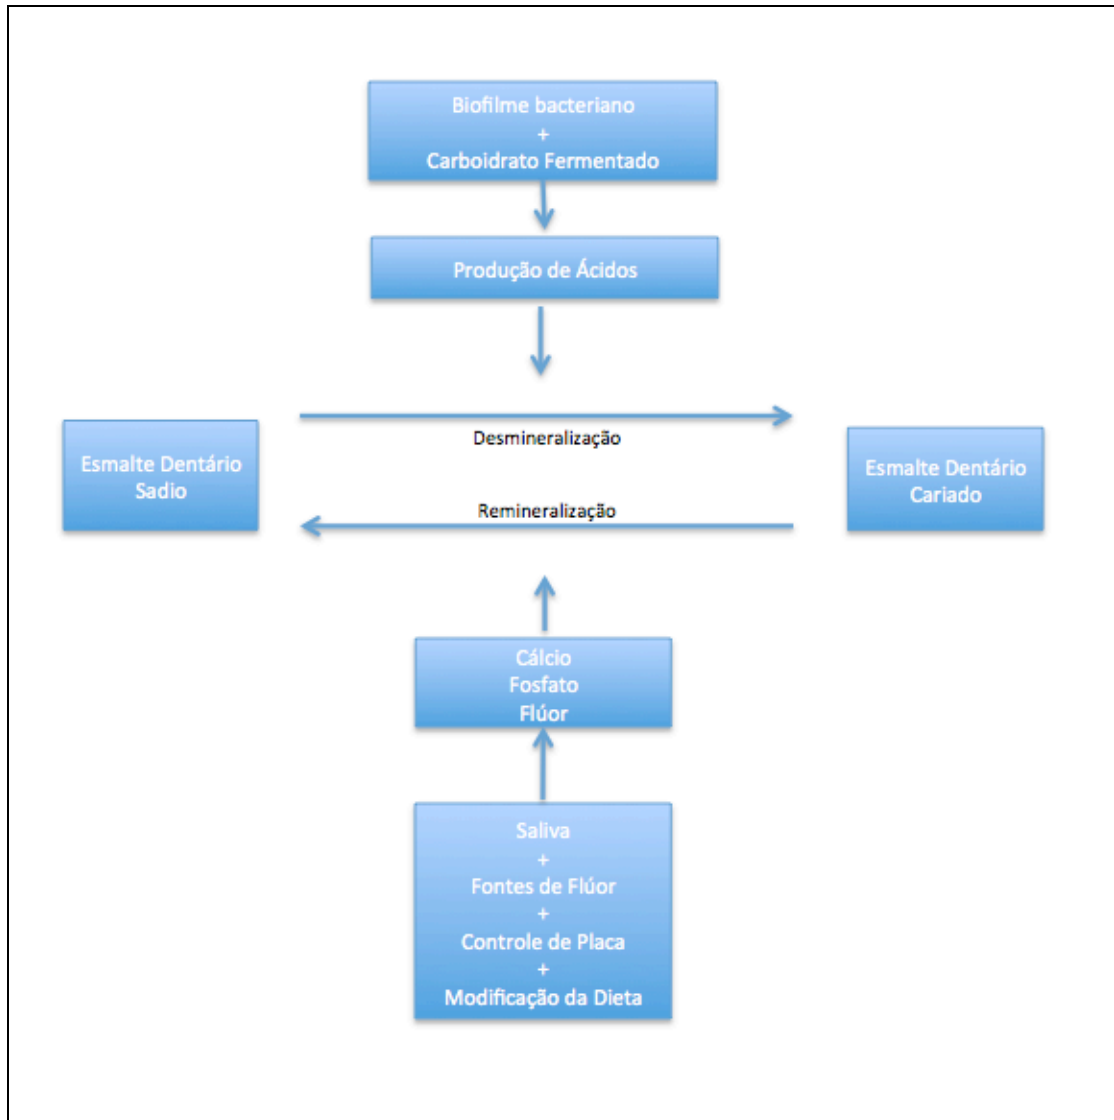 Biofilme bacteriano
+
Carboidrato Fermentado
Produção de Ácidos
Desmineralização
Esmalte Dentário
Sadio
Esmalte Dentário
Cariado
Remineralização
Cálcio
Fosfato
Flúor
Saliva
+
Fontes de Flúor
+
Controle de Placa
+
Modificação da Dieta